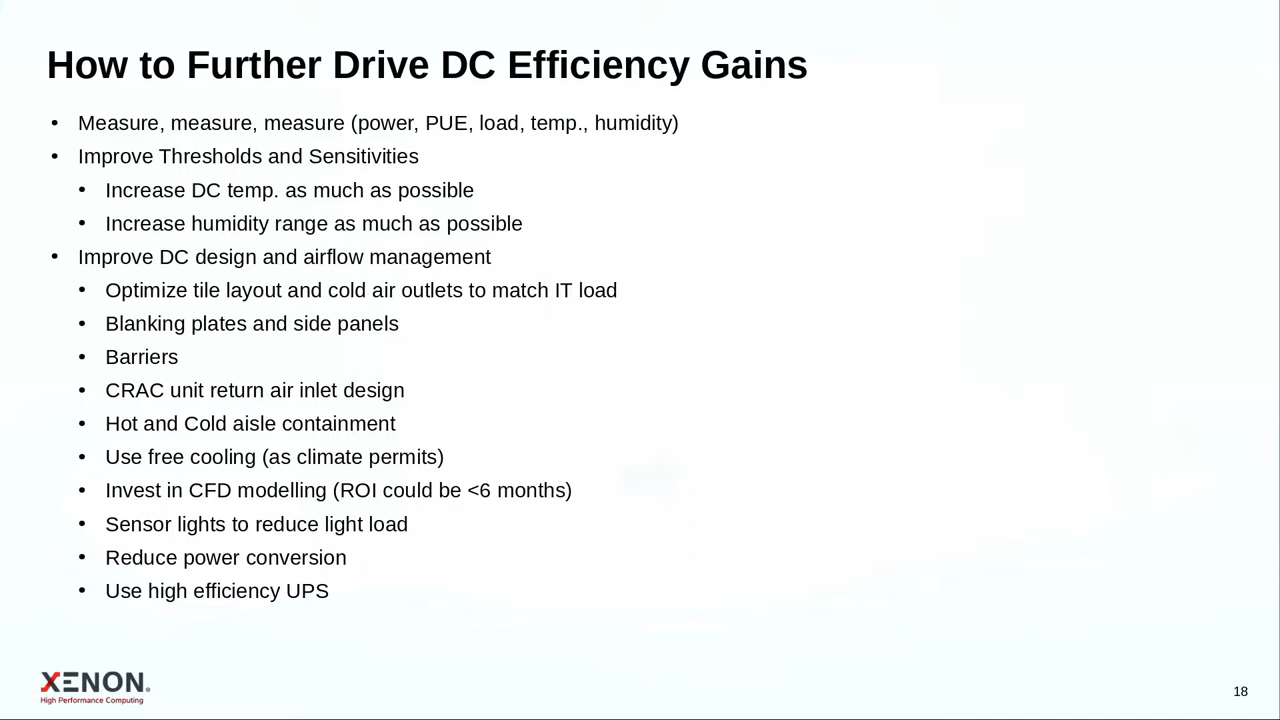 How to Further Drive DC Efficiency Gains
• Measure, measure, measure (power, PUE, load, temp., humidity)
• Improve Thresholds and Sensitivities
• Increase DC temp. as much as possible
• Increase humidity range as much as possible
• Improve DC design and airflow management
• Optimize tile layout and cold air outlets to match IT load
• Blanking plates and side panels
• Barriers
• CRAC unit return air inlet design
• Hot and Cold aisle containment
• Use free cooling (as climate permits)
• Invest in CFD modelling (ROI could be <6 months)
• Sensor lights to reduce light load
• Reduce power conversion
• Use high efficiency UPS
XENON.
High Performance Computing
18